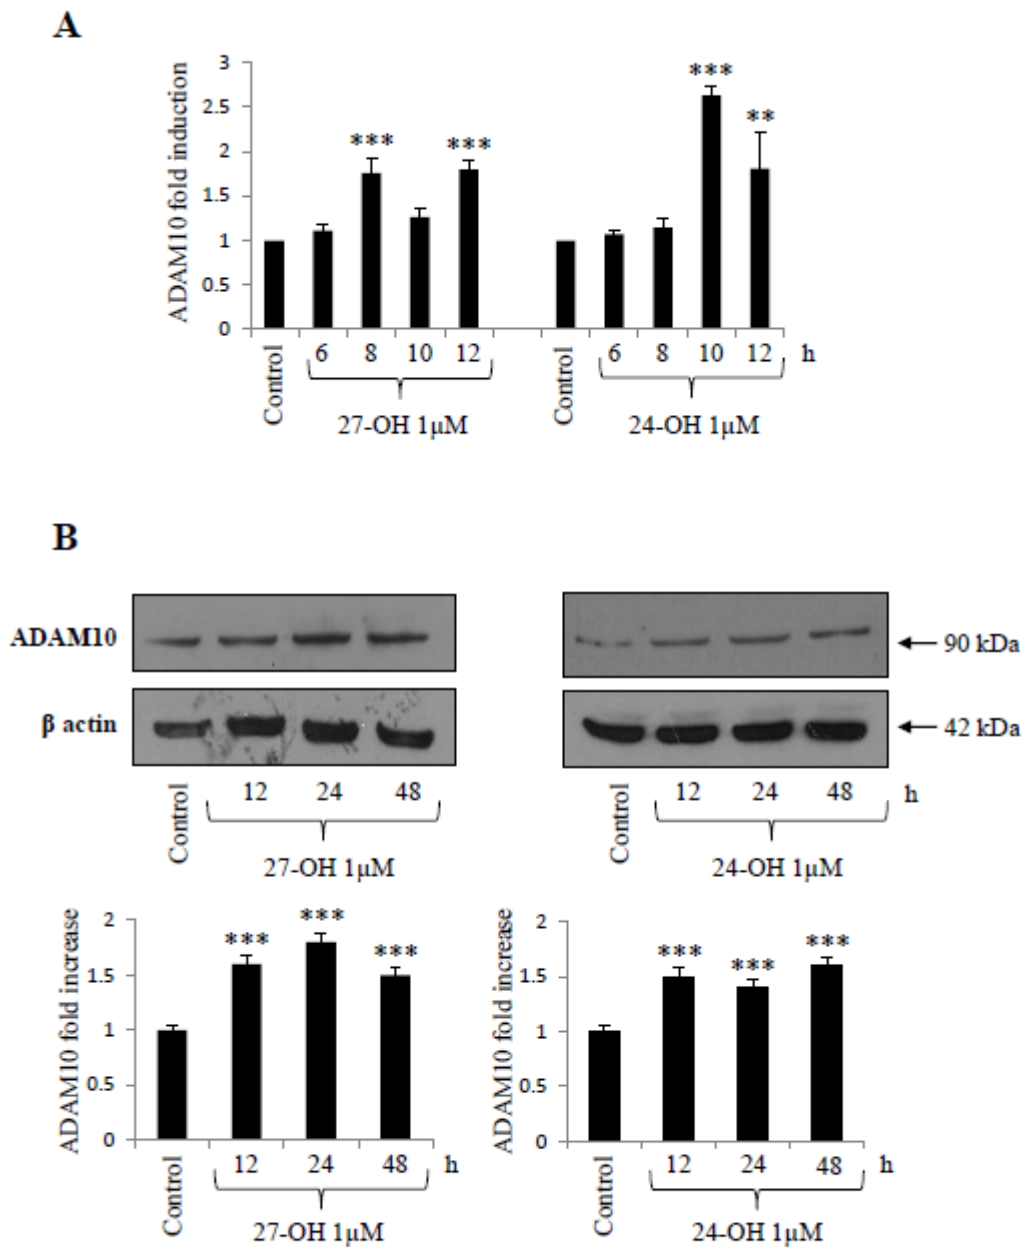 A
ADAM10 fold induction
3
2.5
2
1.5
1
0.5
0
*** *** *** **
Control 6 8 10 12 Control 6 8 10 12 h
27-OH 1μM 24-OH 1μM
B
ADAM10 90 kDa
β actin 42 kDa
Control 12 24 48 Control 12 24 48 h
27-OH 1μM 24-OH 1μM
ADAM10 fold increase
2
1.5
1
0.5
0
*** *** ***
Control 12 24 48 h
27-OH 1μM
ADAM10 fold increase
2
1.5
1
0.5
0
*** *** ***
Control 12 24 48 h
24-OH 1μM